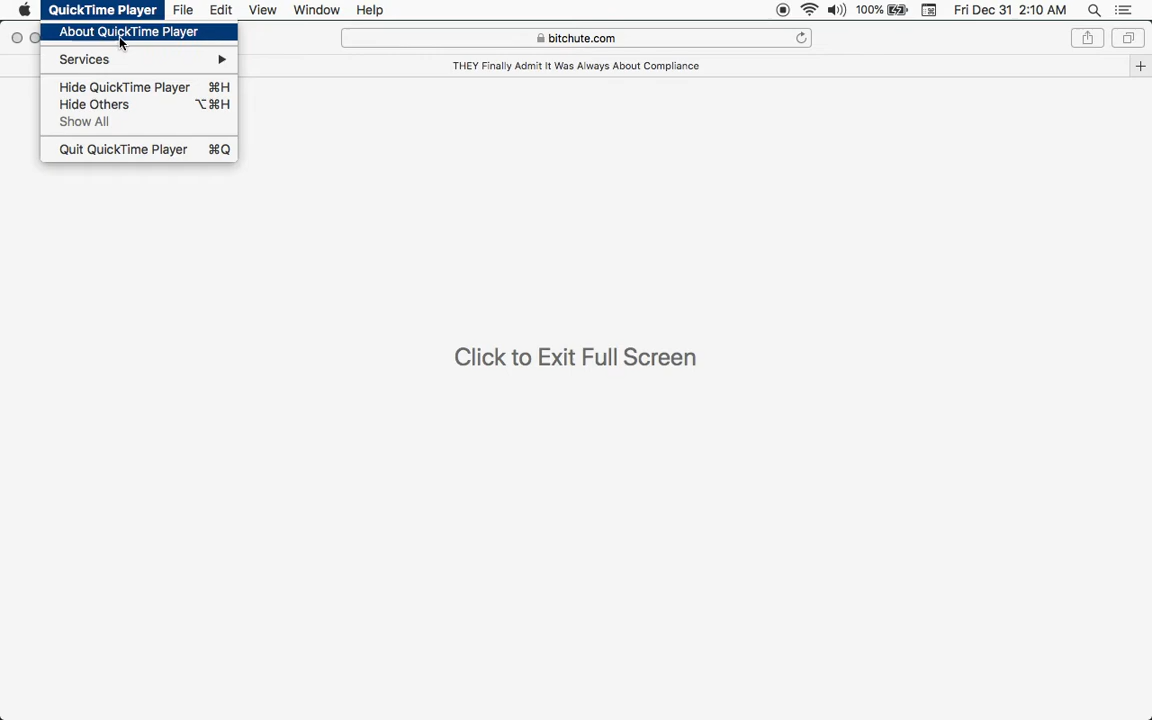 QuickTime Player File Edit View Window Help 100% Fri Dec 31 2:10 AM
About QuickTime Player
bitchute.com
Services
THEY Finally Admit It Was Always About Compliance
Hide QuickTime Player ⌘H
Hide Others ⌥⌘H
Show All
Quit QuickTime Player ⌘Q
Click to Exit Full Screen